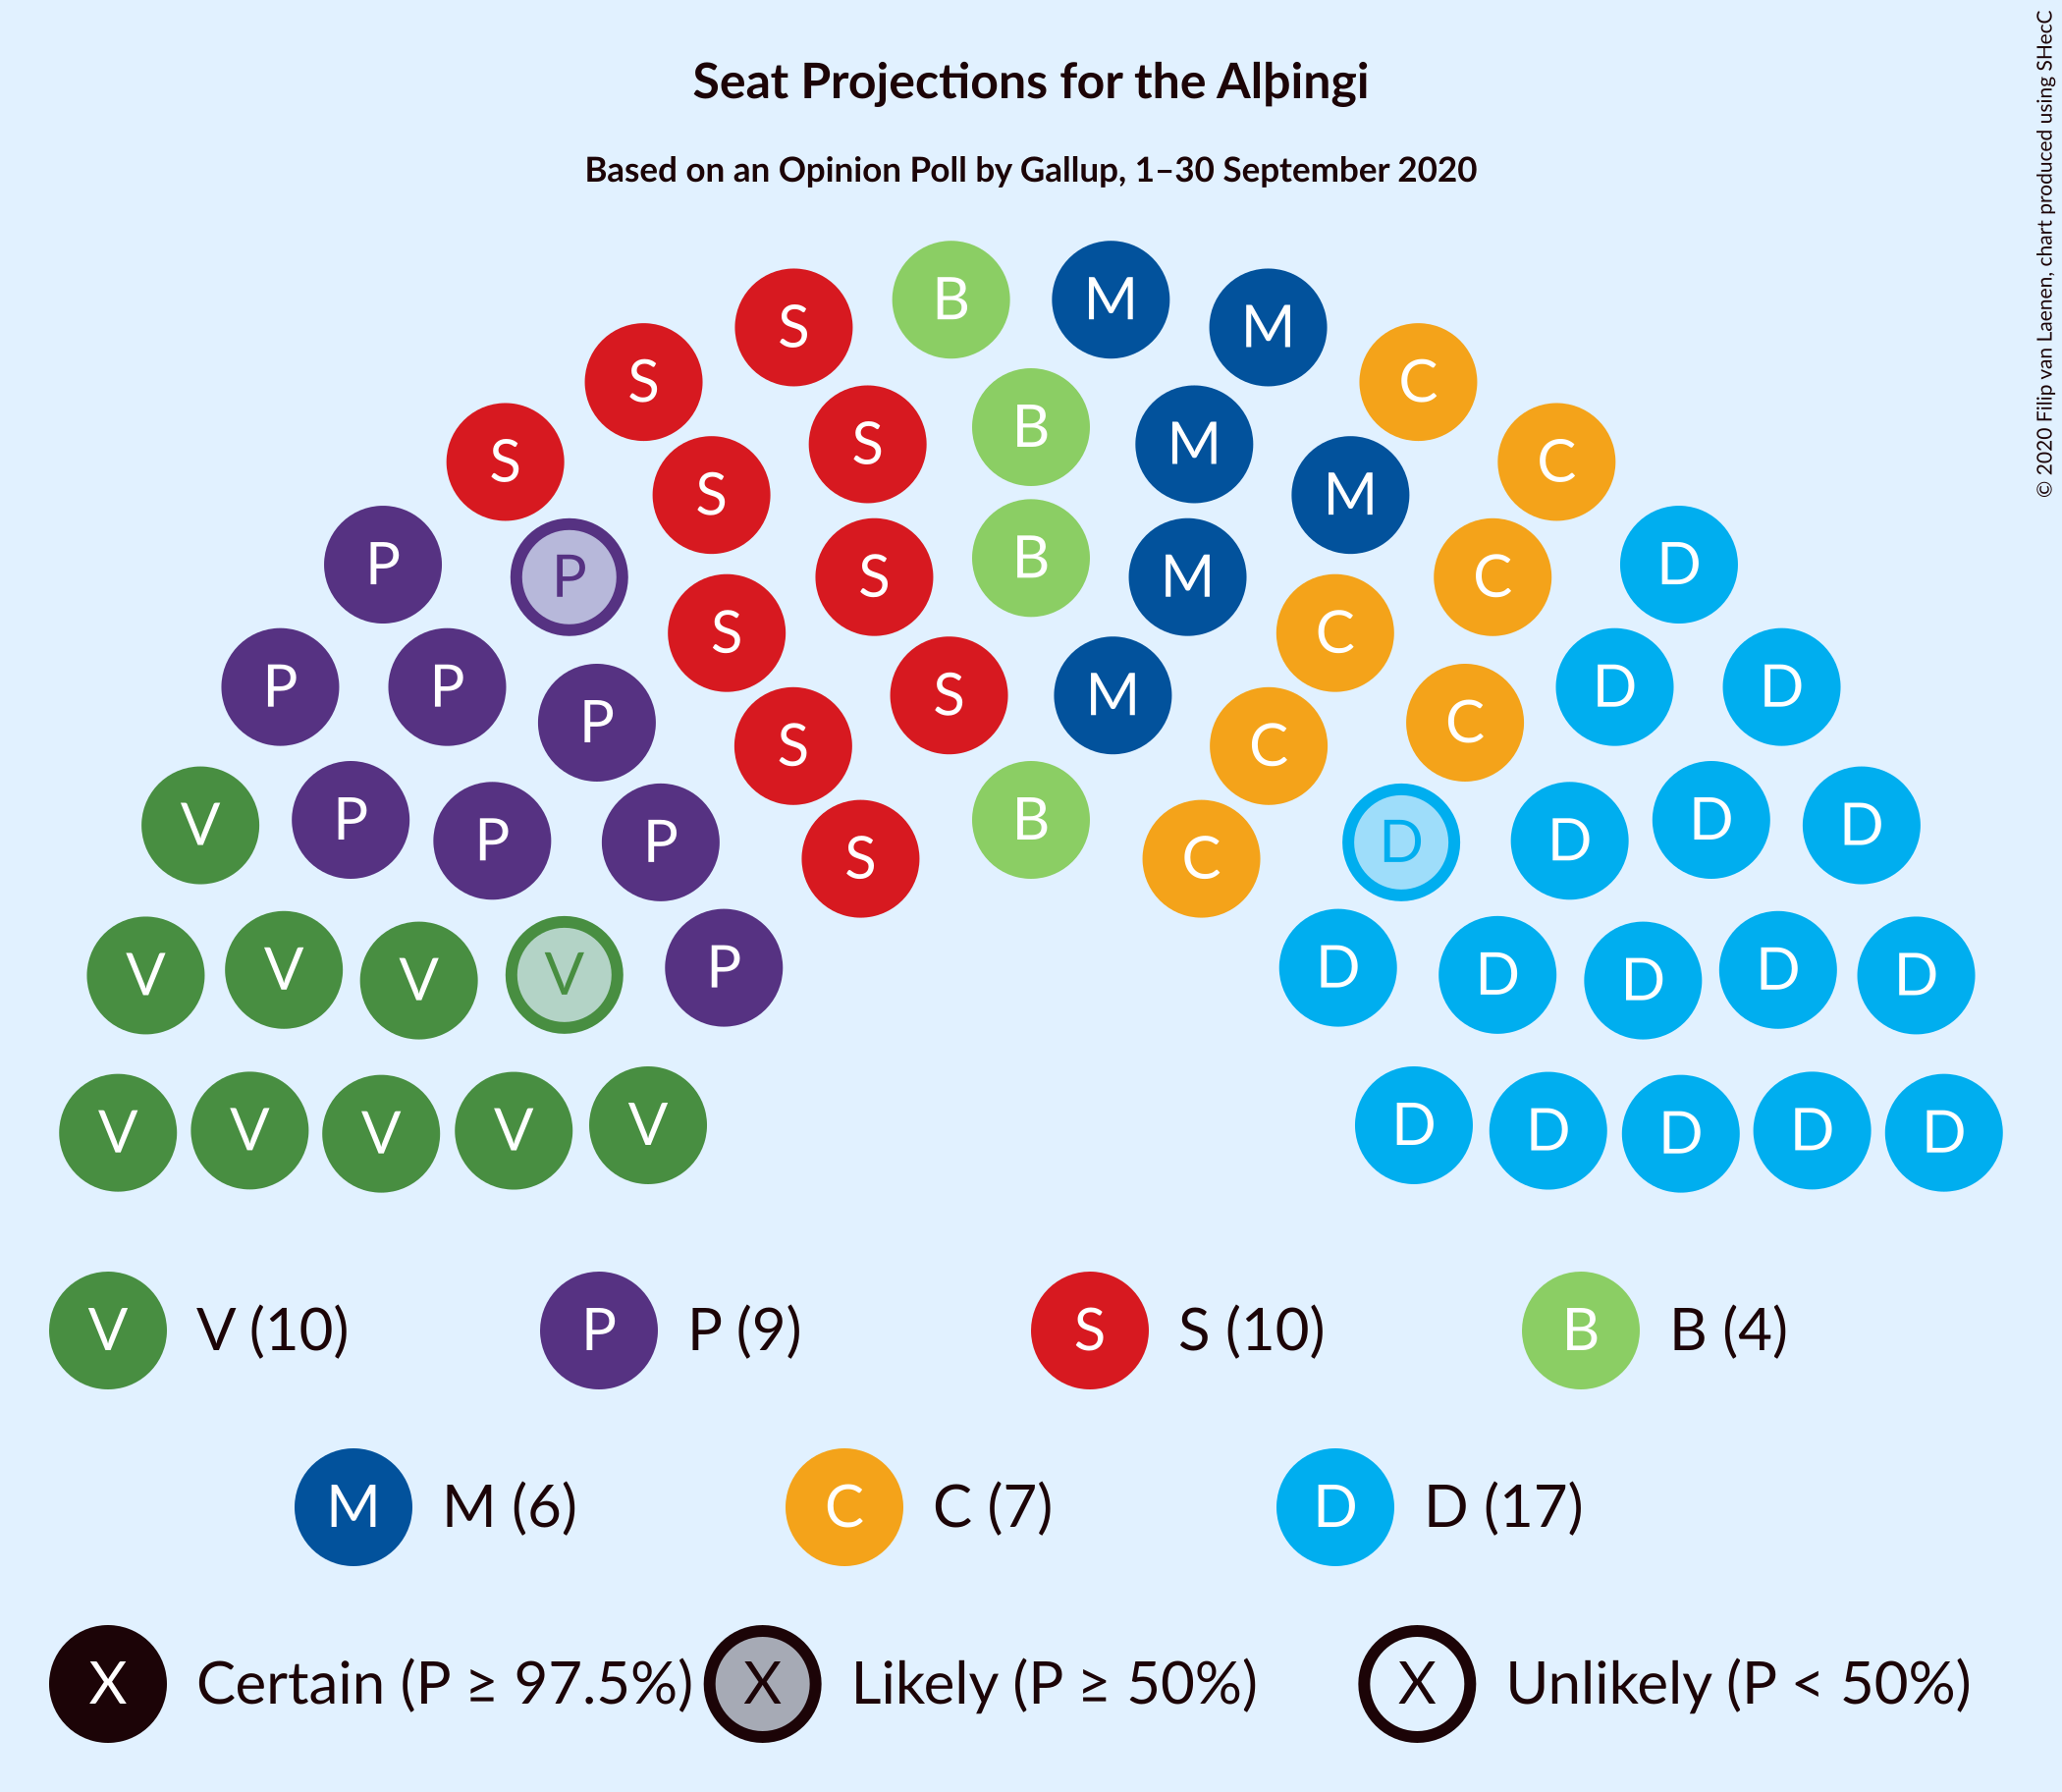 Seat Projections for the Alþingi
Based on an Opinion Poll by Gallup, 1–30 September 2020
© 2020 Filip van Laenen, chart produced using SHecC
S B M M
S C
S S B M C
S M
P P S B M C D
S C
P P P S M C D D
S C
V P P P S B C D D D D
V V V V P D D D D D
V V V V V D D D D D
V V (10) P P (9) S S (10) B B (4)
M M (6) C C (7) D D (17)
X Certain (P ≥ 97.5%) X Likely (P ≥ 50%) X Unlikely (P < 50%)